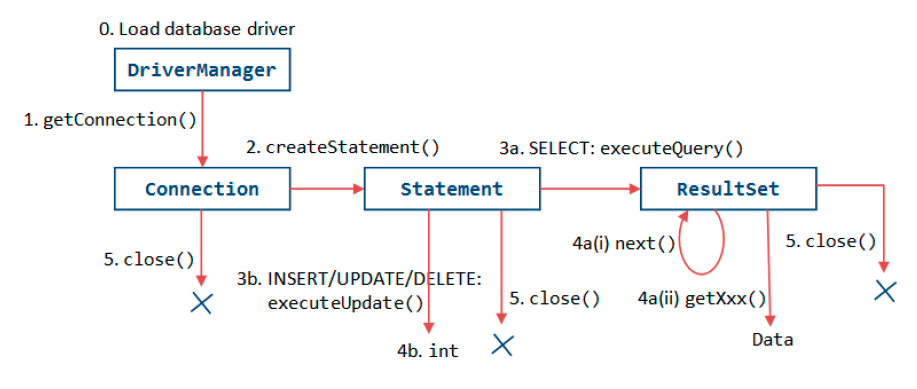 0. Load database driver
DriverManager
1. getConnection()
2. createStatement()
3a. SELECT: executeQuery()
Connection
Statement
ResultSet
5. close()
3b. INSERT/UPDATE/DELETE:
executeUpdate()
4b. int
5. close()
4a(i) next()
4a(ii) getXxx()
Data
5. close()